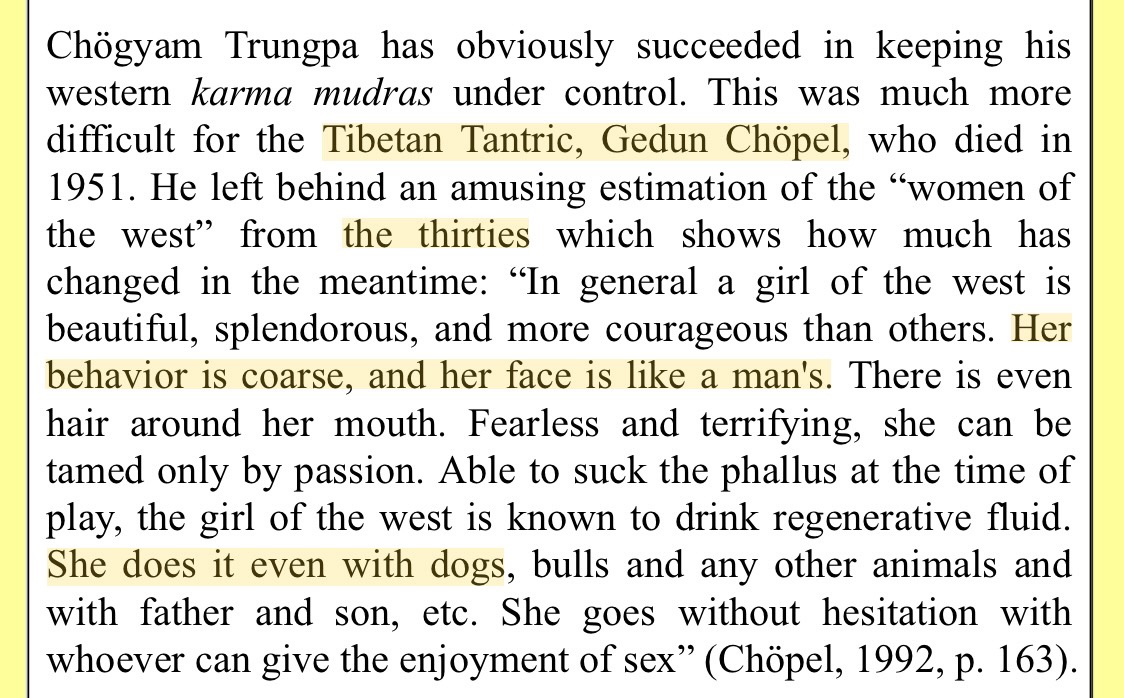 Chögyam Trungpa has obviously succeeded in keeping his
western karma mudras under control. This was much more
difficult for the Tibetan Tantric, Gedun Chöpel, who died in
1951. He left behind an amusing estimation of the “women of
the west” from the thirties which shows how much has
changed in the meantime: “In general a girl of the west is
beautiful, splendorous, and more courageous than others. Her
behavior is coarse, and her face is like a man's. There is even
hair around her mouth. Fearless and terrifying, she can be
tamed only by passion. Able to suck the phallus at the time of
play, the girl of the west is known to drink regenerative fluid.
She does it even with dogs, bulls and any other animals and
with father and son, etc. She goes without hesitation with
whoever can give the enjoyment of sex” (Chöpel, 1992, p. 163).